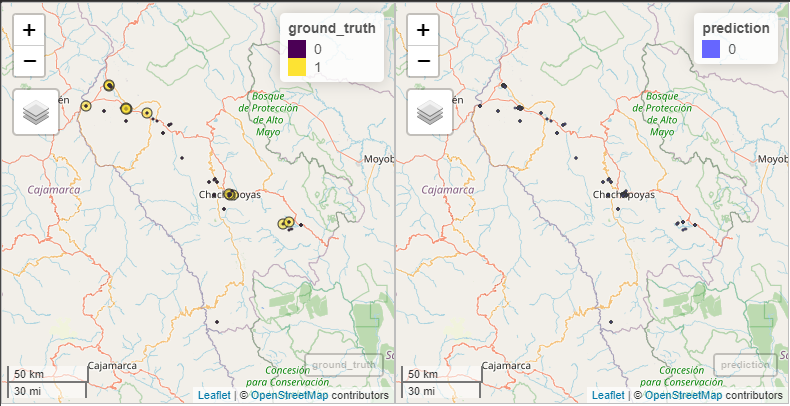 +
−
ground_truth
0
1
én
Bosque
de Protección
de Alto
Mayo
Moyob
Cajamarca
Chachapoyas
50 km
30 mi
Cajamarca
Concesión
para Conservación
ground_truth
Leaflet | © OpenStreetMap contributors
+
−
prediction
0
én
Bosque
de Protección
de Alto
Mayo
Moyob
Cajamarca
Chachapoyas
50 km
30 mi
Cajamarca
Concesión
para Conservación
prediction
Leaflet | © OpenStreetMap contributors